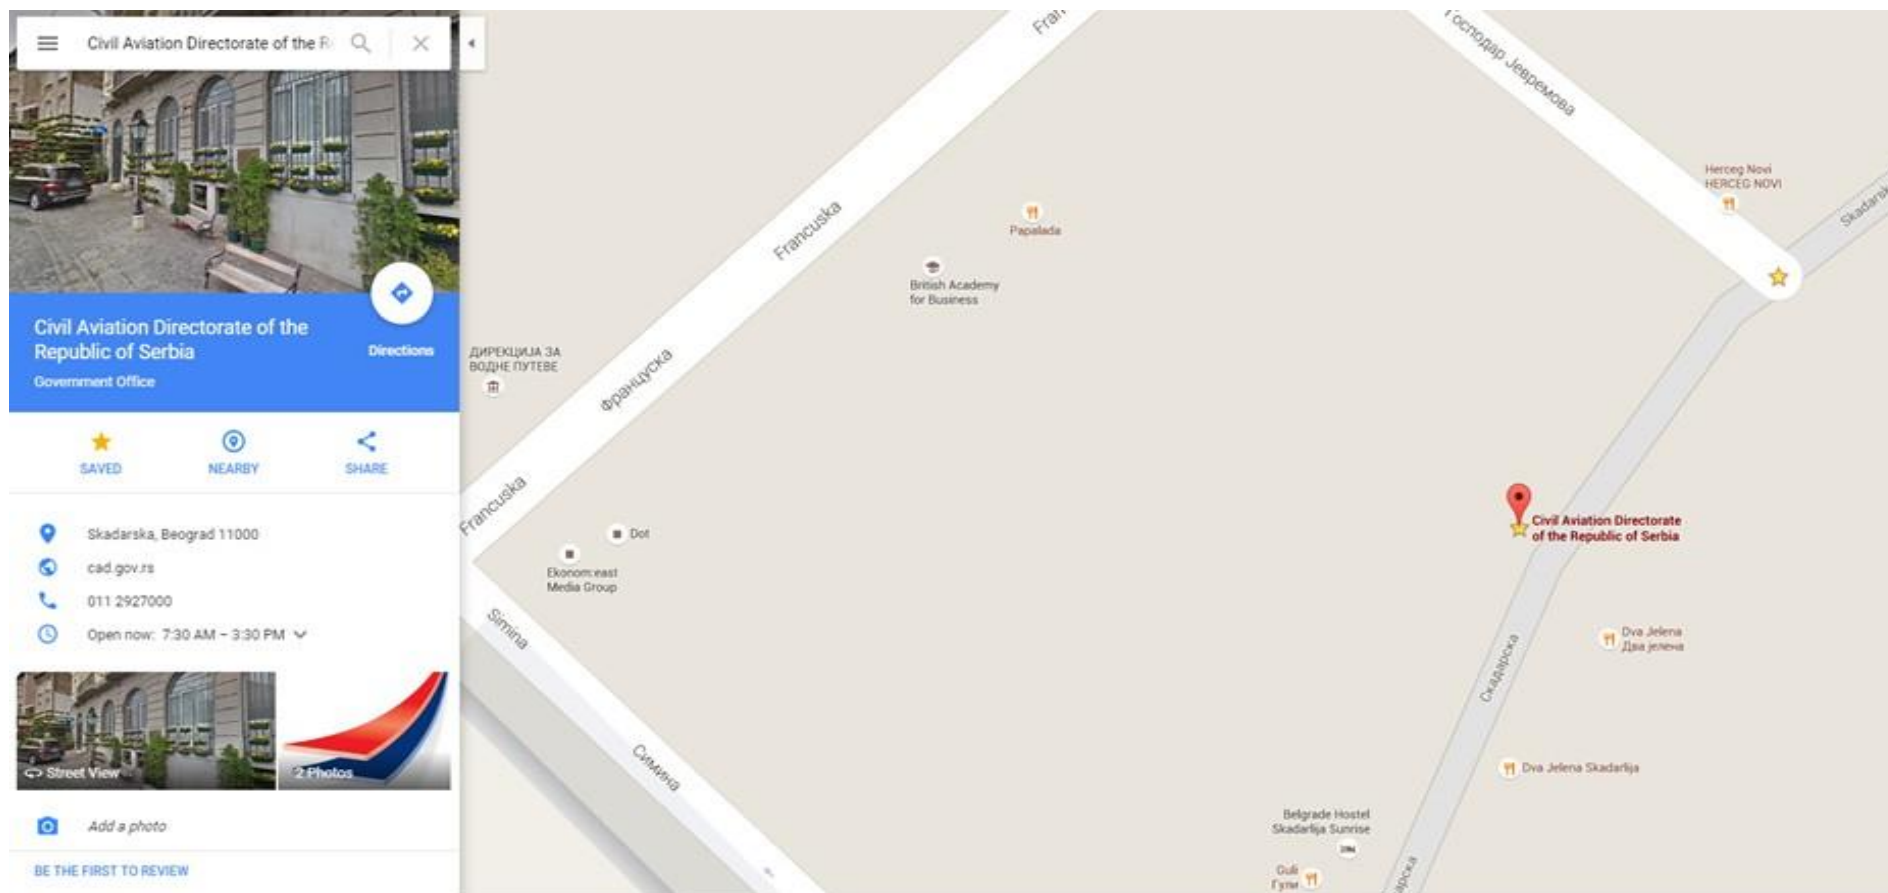 Civil Aviation Directorate of the R
Civil Aviation Directorate of the
Republic of Serbia
Government Office
Directions
SAVED
NEARBY
SHARE
Skadarska, Beograd 11000
cad.gov.rs
011 2927000
Open now: 7:30 AM – 3:30 PM
Street View
2 Photos
Add a photo
BE THE FIRST TO REVIEW
Fran
Господар Јевремова
Herceg Novi
HERCEG NOVI
Skadarsk
Francuska
Papalada
British Academy
for Business
ДИРЕКЦИЈА ЗА
ВОДНЕ ПУТЕВЕ
Француска
Francuska
Dot
Ekonom:east
Media Group
Civil Aviation Directorate
of the Republic of Serbia
Simina
Dva Jelena
Два јелена
Скадарска
Симина
Dva Jelena Skadarlija
Belgrade Hostel
Skadarlija Sunrise
Guli
Гули
арска